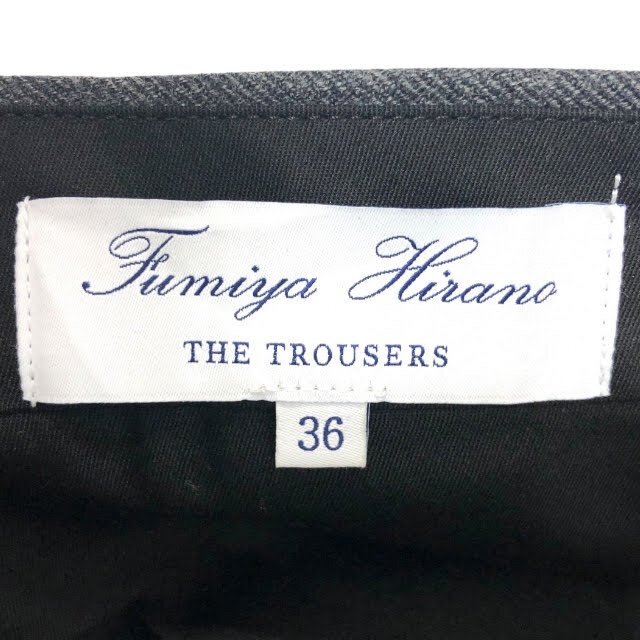 Fumiya Hirano
THE TROUSERS
36